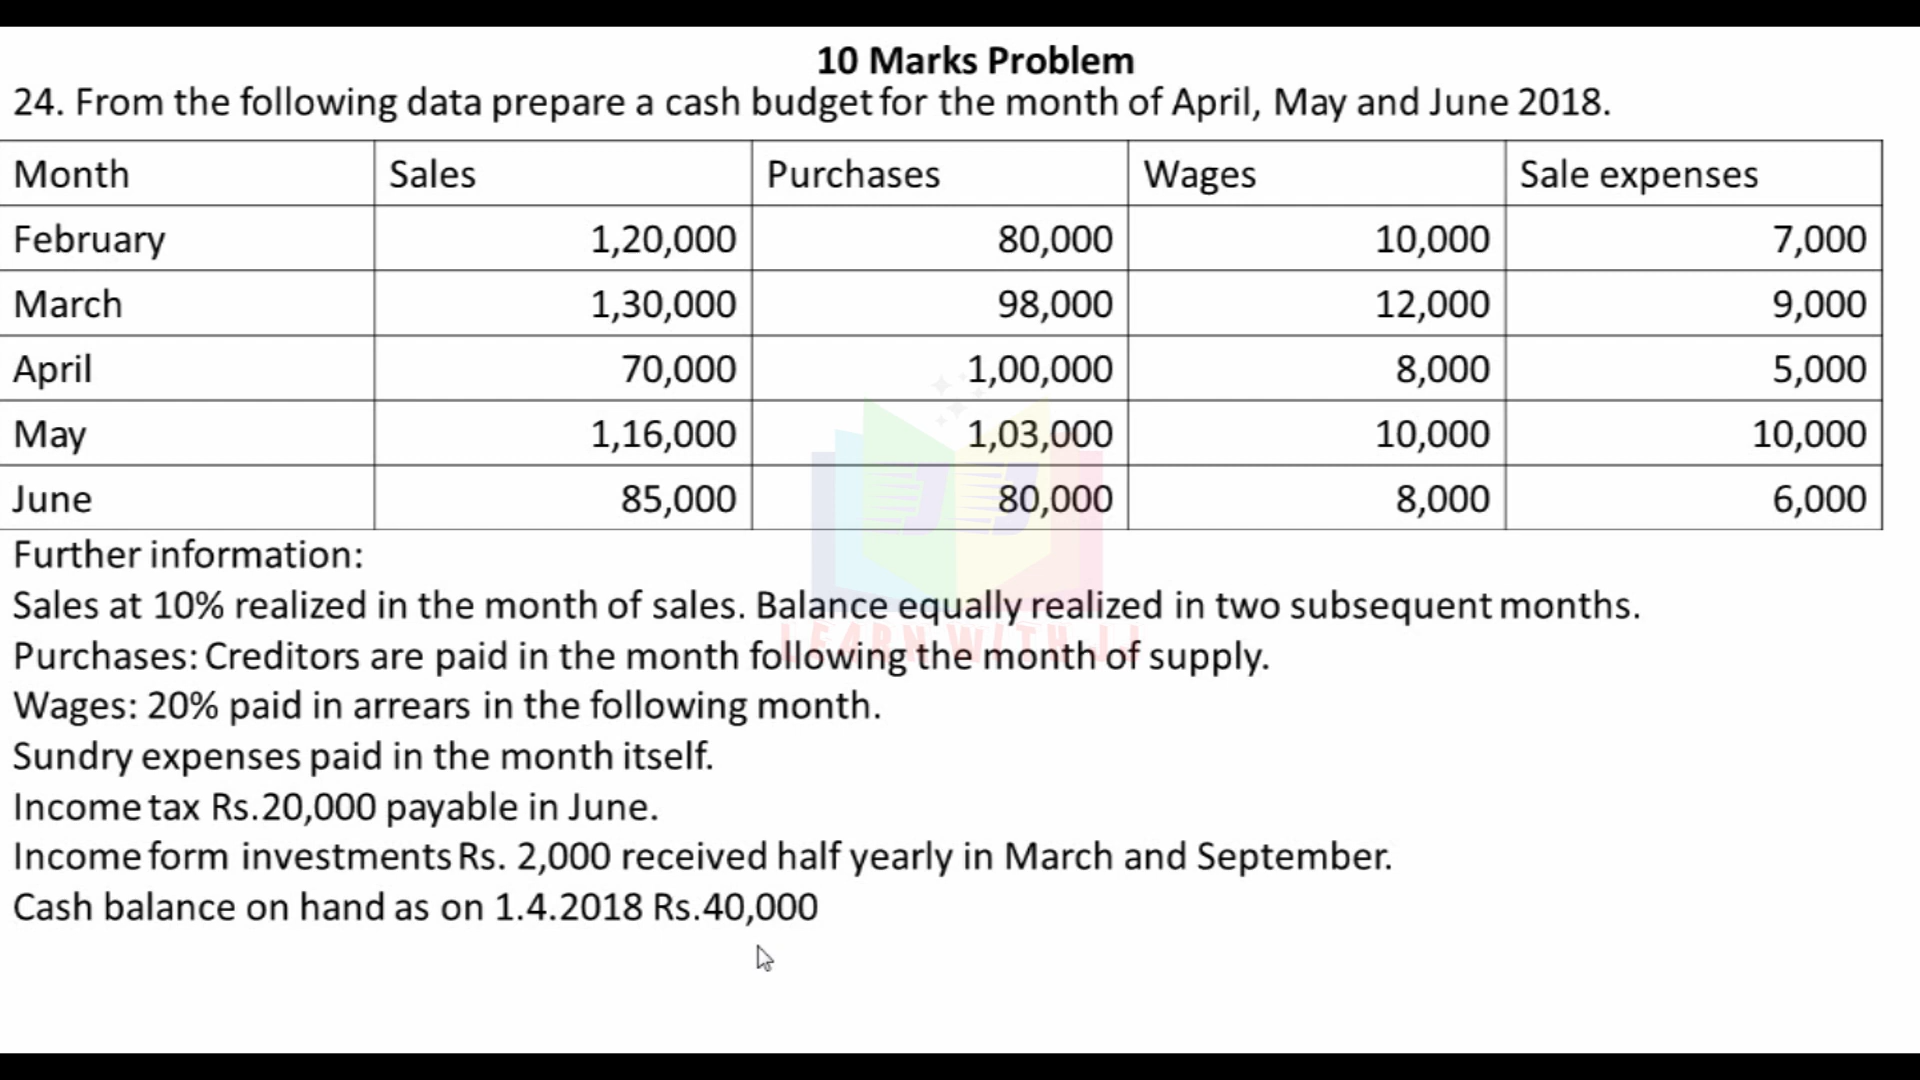 10 Marks Problem
24. From the following data prepare a cash budget for the month of April, May and June 2018.
Month Sales Purchases Wages Sale expenses
February 1,20,000 80,000 10,000 7,000
March 1,30,000 98,000 12,000 9,000
April 70,000 1,00,000 8,000 5,000
May 1,16,000 1,03,000 10,000 10,000
June 85,000 80,000 8,000 6,000
Further information:
Sales at 10% realized in the month of sales. Balance equally realized in two subsequent months.
LEARN WITH JJ
Purchases: Creditors are paid in the month following the month of supply.
Wages: 20% paid in arrears in the following month.
Sundry expenses paid in the month itself.
Income tax Rs.20,000 payable in June.
Income form investments Rs. 2,000 received half yearly in March and September.
Cash balance on hand as on 1.4.2018 Rs.40,000